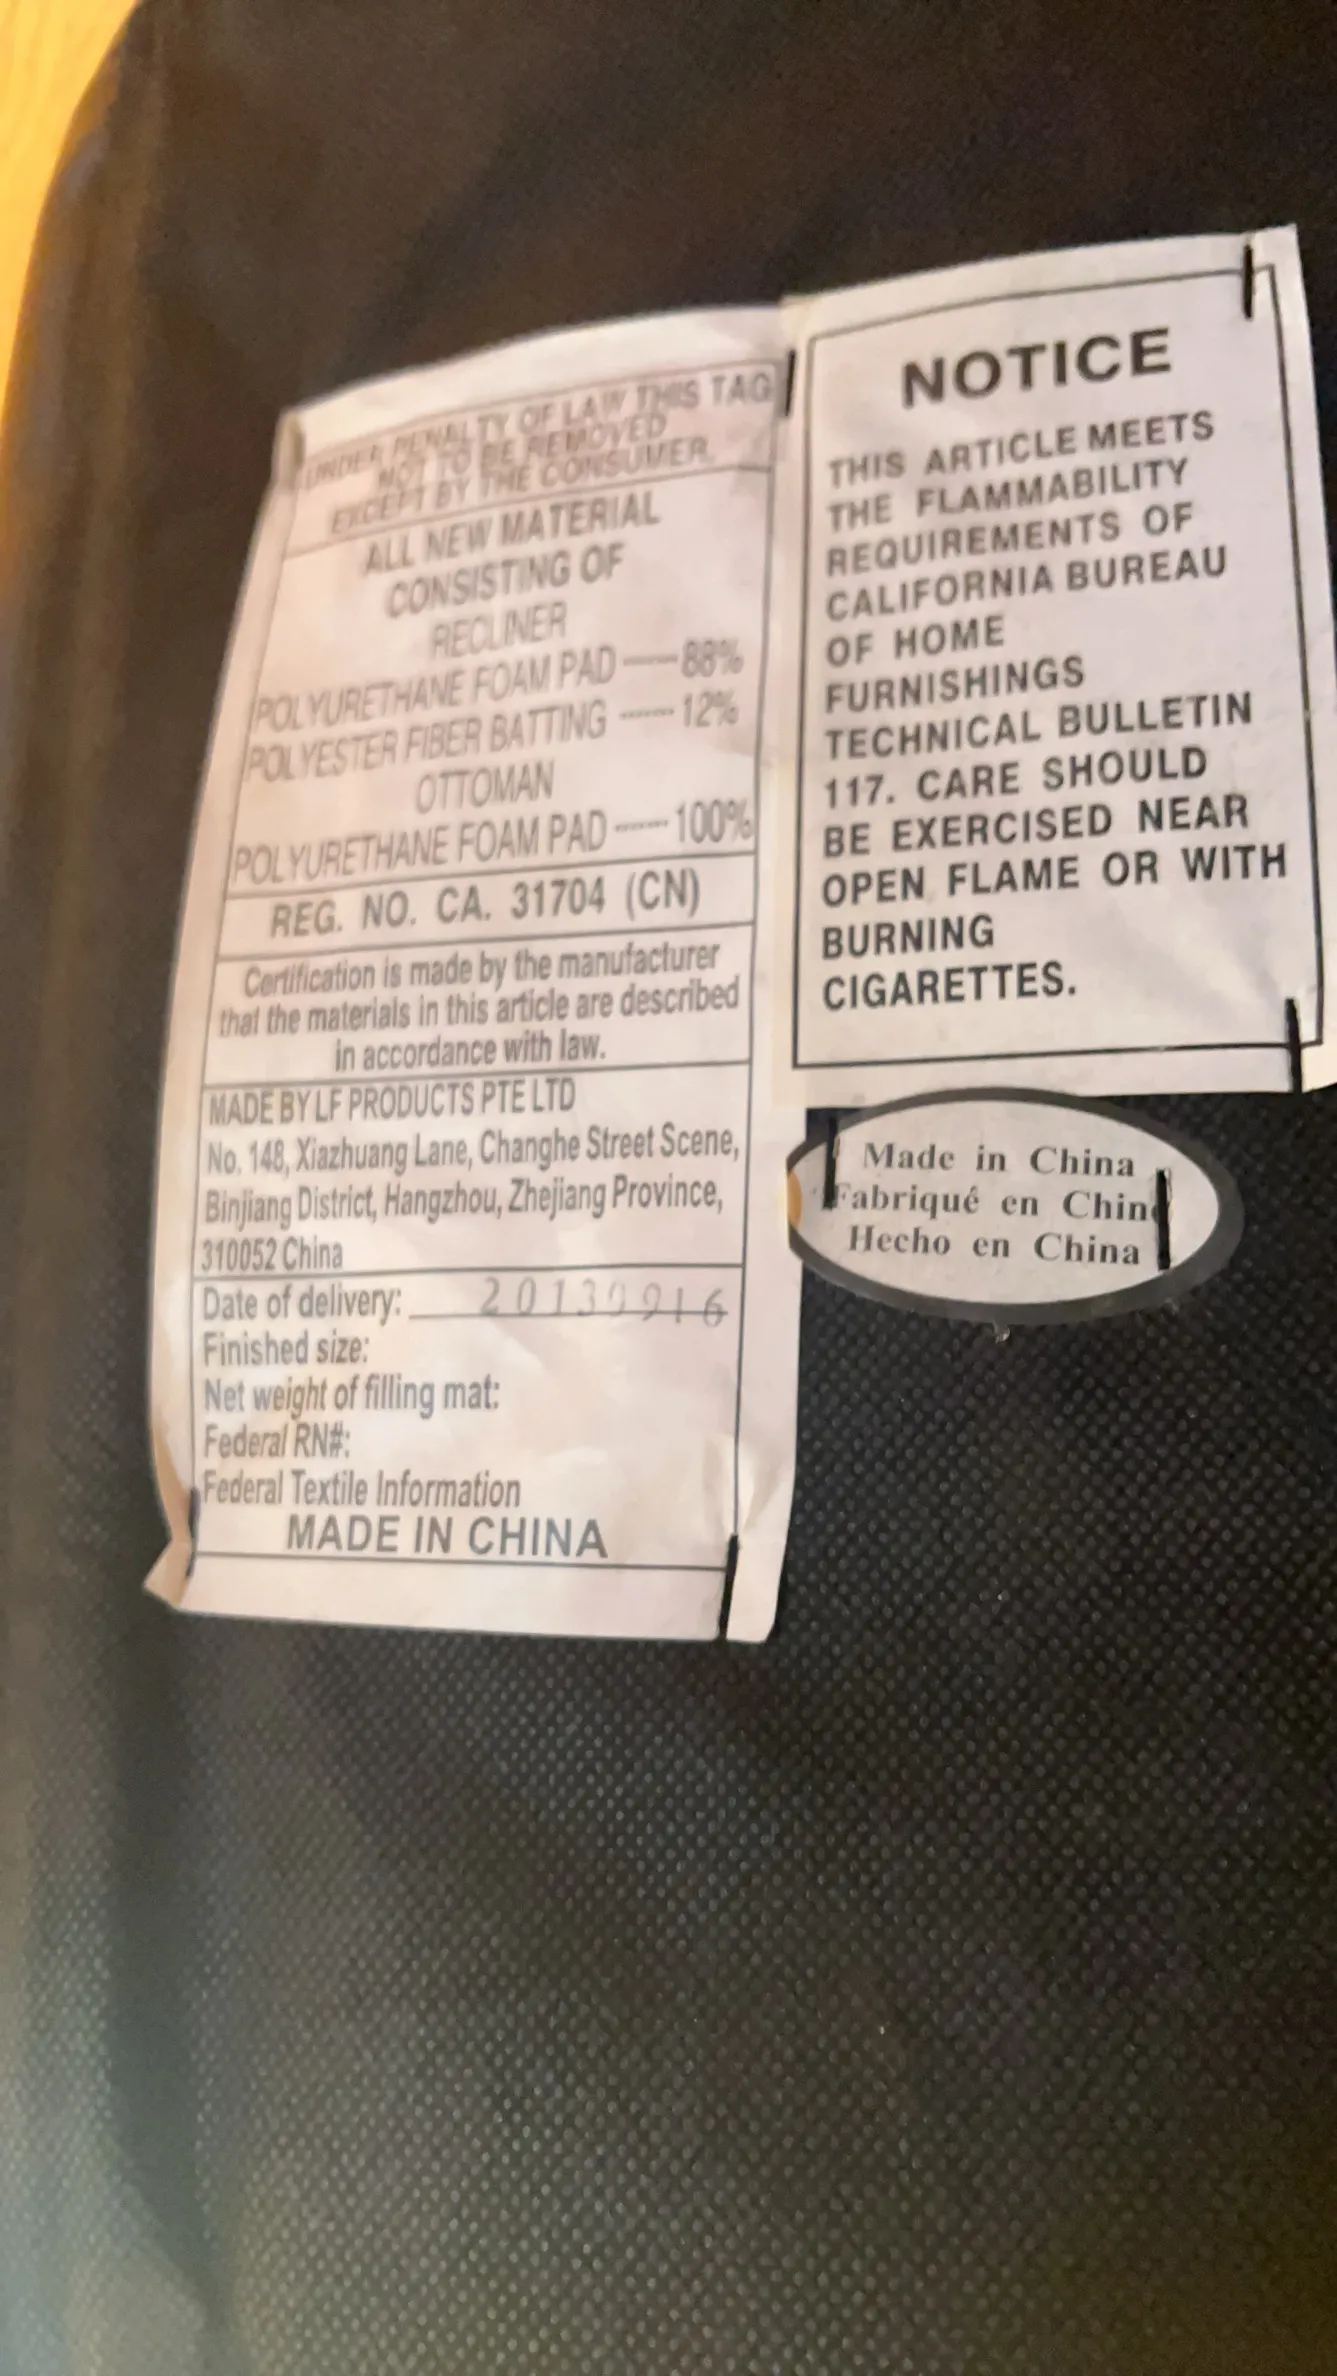 UNDER PENALTY OF LAW THIS TAG
NOT TO BE REMOVED
EXCEPT BY THE CONSUMER.
ALL NEW MATERIAL
CONSISTING OF
RECLINER
POLYURETHANE FOAM PAD ----- 88%
POLYESTER FIBER BATTING ------ 12%
OTTOMAN
POLYURETHANE FOAM PAD ------ 100%
REG. NO. CA. 31704 (CN)
Certification is made by the manufacturer
that the materials in this article are described
in accordance with law.
MADE BY LF PRODUCTS PTE LTD
No. 148, Xiazhuang Lane, Changhe Street Scene,
Binjiang District, Hangzhou, Zhejiang Province,
310052 China
Date of delivery: 20130916
Finished size:
Net weight of filling mat:
Federal RN#:
Federal Textile Information
MADE IN CHINA
NOTICE
THIS ARTICLE MEETS
THE FLAMMABILITY
REQUIREMENTS OF
CALIFORNIA BUREAU
OF HOME
FURNISHINGS
TECHNICAL BULLETIN
117. CARE SHOULD
BE EXERCISED NEAR
OPEN FLAME OR WITH
BURNING
CIGARETTES.
Made in China
Fabriqué en Chine
Hecho en China